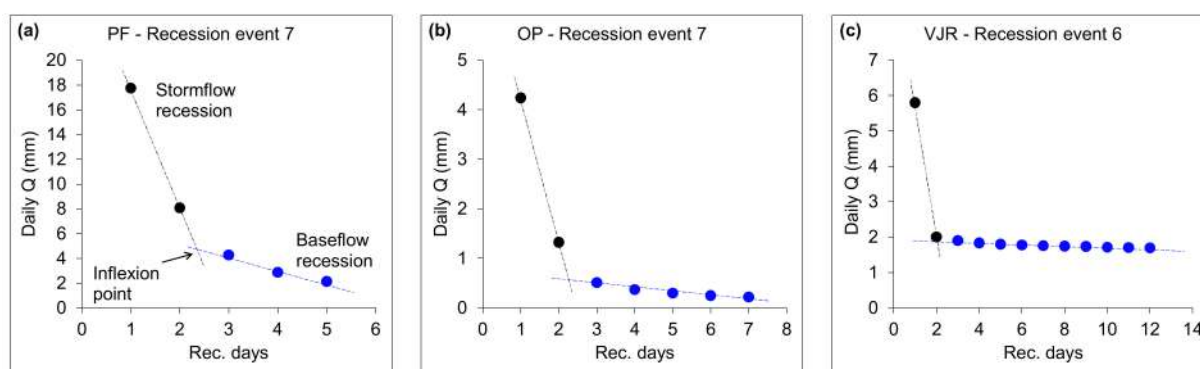 (a) PF - Recession event 7
20
18
16
14
12
10
8
6
4
2
0
Daily Q (mm)
Stormflow
recession
Baseflow
recession
Inflexion
point
0 1 2 3 4 5 6
Rec. days
(b) OP - Recession event 7
5
4
3
2
1
0
Daily Q (mm)
0 1 2 3 4 5 6 7 8
Rec. days
(c) VJR - Recession event 6
7
6
5
4
3
2
1
0
Daily Q (mm)
0 2 4 6 8 10 12 14
Rec. days